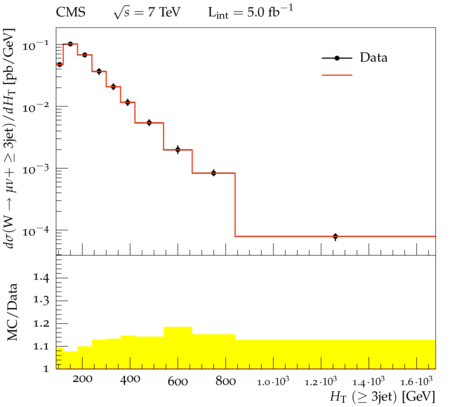 CMS √s = 7 TeV L_int = 5.0 fb⁻¹
dσ(W → μν + ≥ 3jet)/dH_T [pb/GeV]
10⁻¹
10⁻²
10⁻³
10⁻⁴
Data
MC/Data
1.4
1.3
1.2
1.1
1
200 400 600 800 1.0·10³ 1.2·10³ 1.4·10³ 1.6·10³
H_T (≥ 3jet) [GeV]